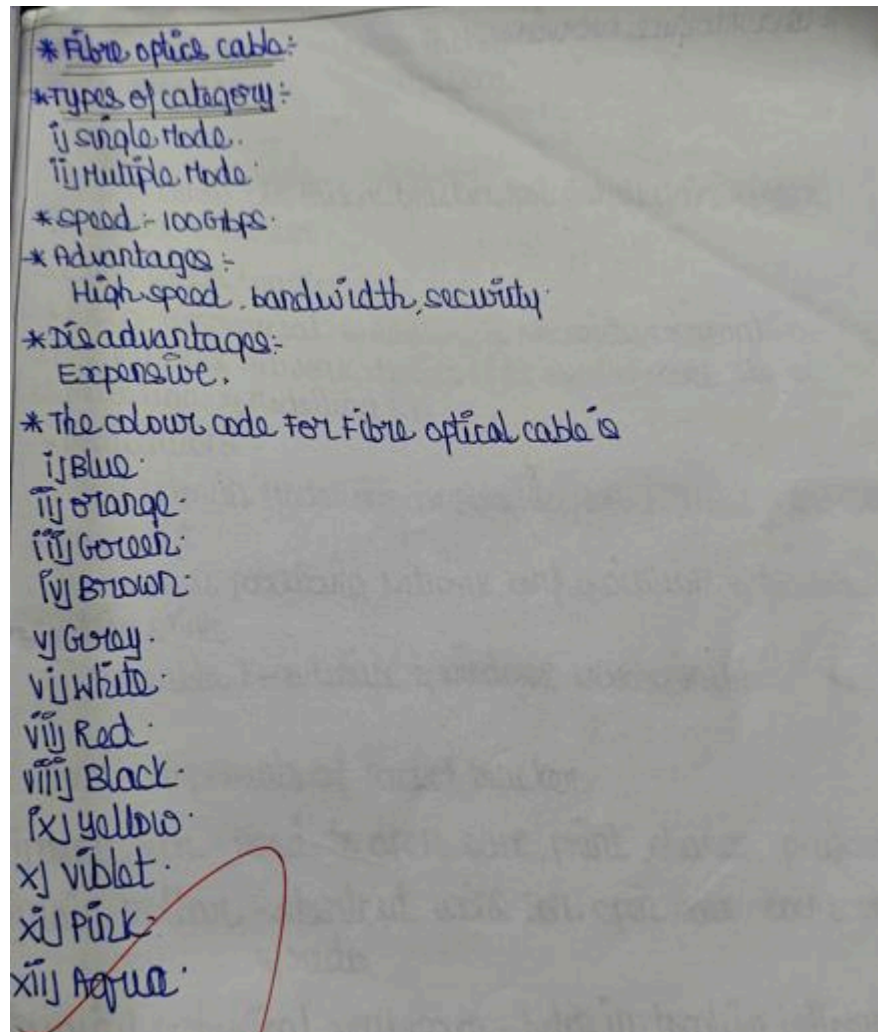 * Fibre optics cable:-
* Types of category:-
i) single Mode.
ii) Multiple Mode.
* speed:- 100Gbps.
* Advantages:-
High speed, bandwidth, security.
* Disadvantages:-
Expensive.
* The colour code For Fibre optical cable is
i) Blue.
ii) orange.
iii) Green.
iv) Brown.
v) Gray.
vi) White.
vii) Red.
viii) Black.
ix) yellow.
x) violet.
xi) Pink.
xii) Aqua.